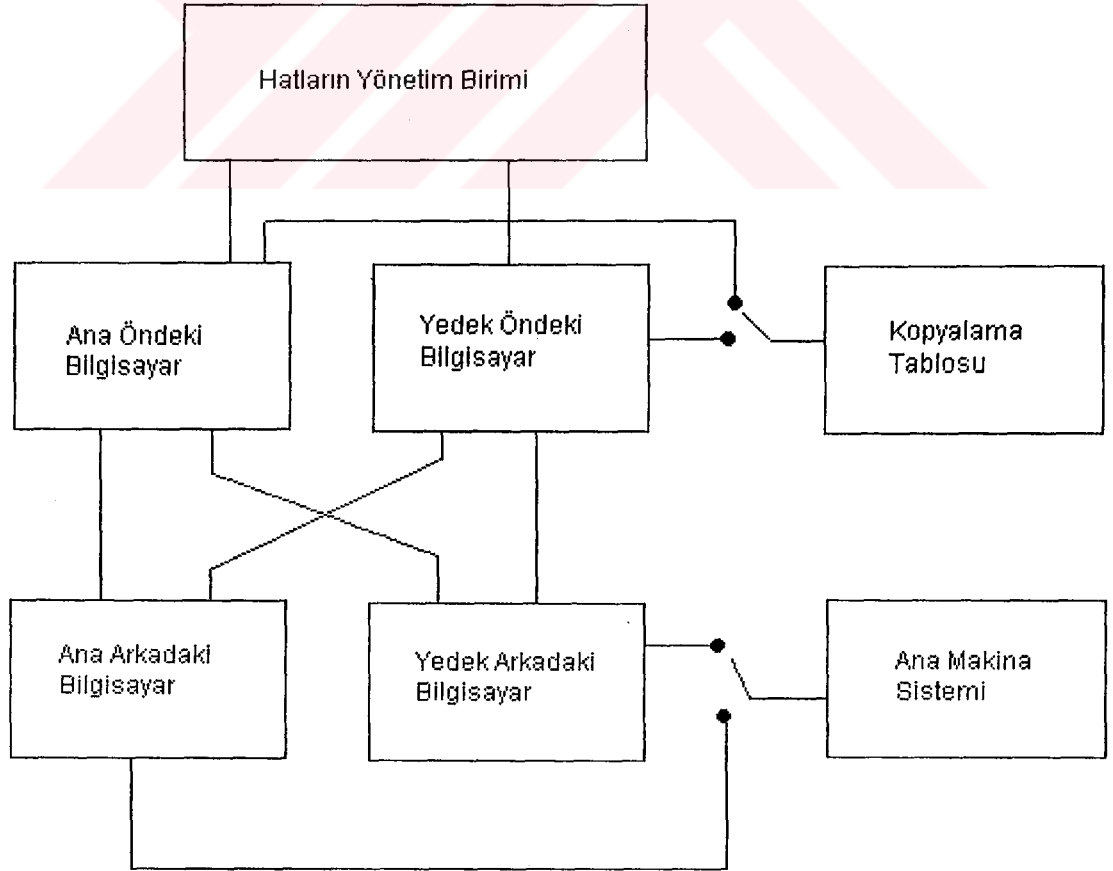 Hatların Yönetim Birimi
Ana Öndeki
Bilgisayar
Yedek Öndeki
Bilgisayar
Kopyalama
Tablosu
Ana Arkadaki
Bilgisayar
Yedek Arkadaki
Bilgisayar
Ana Makina
Sistemi